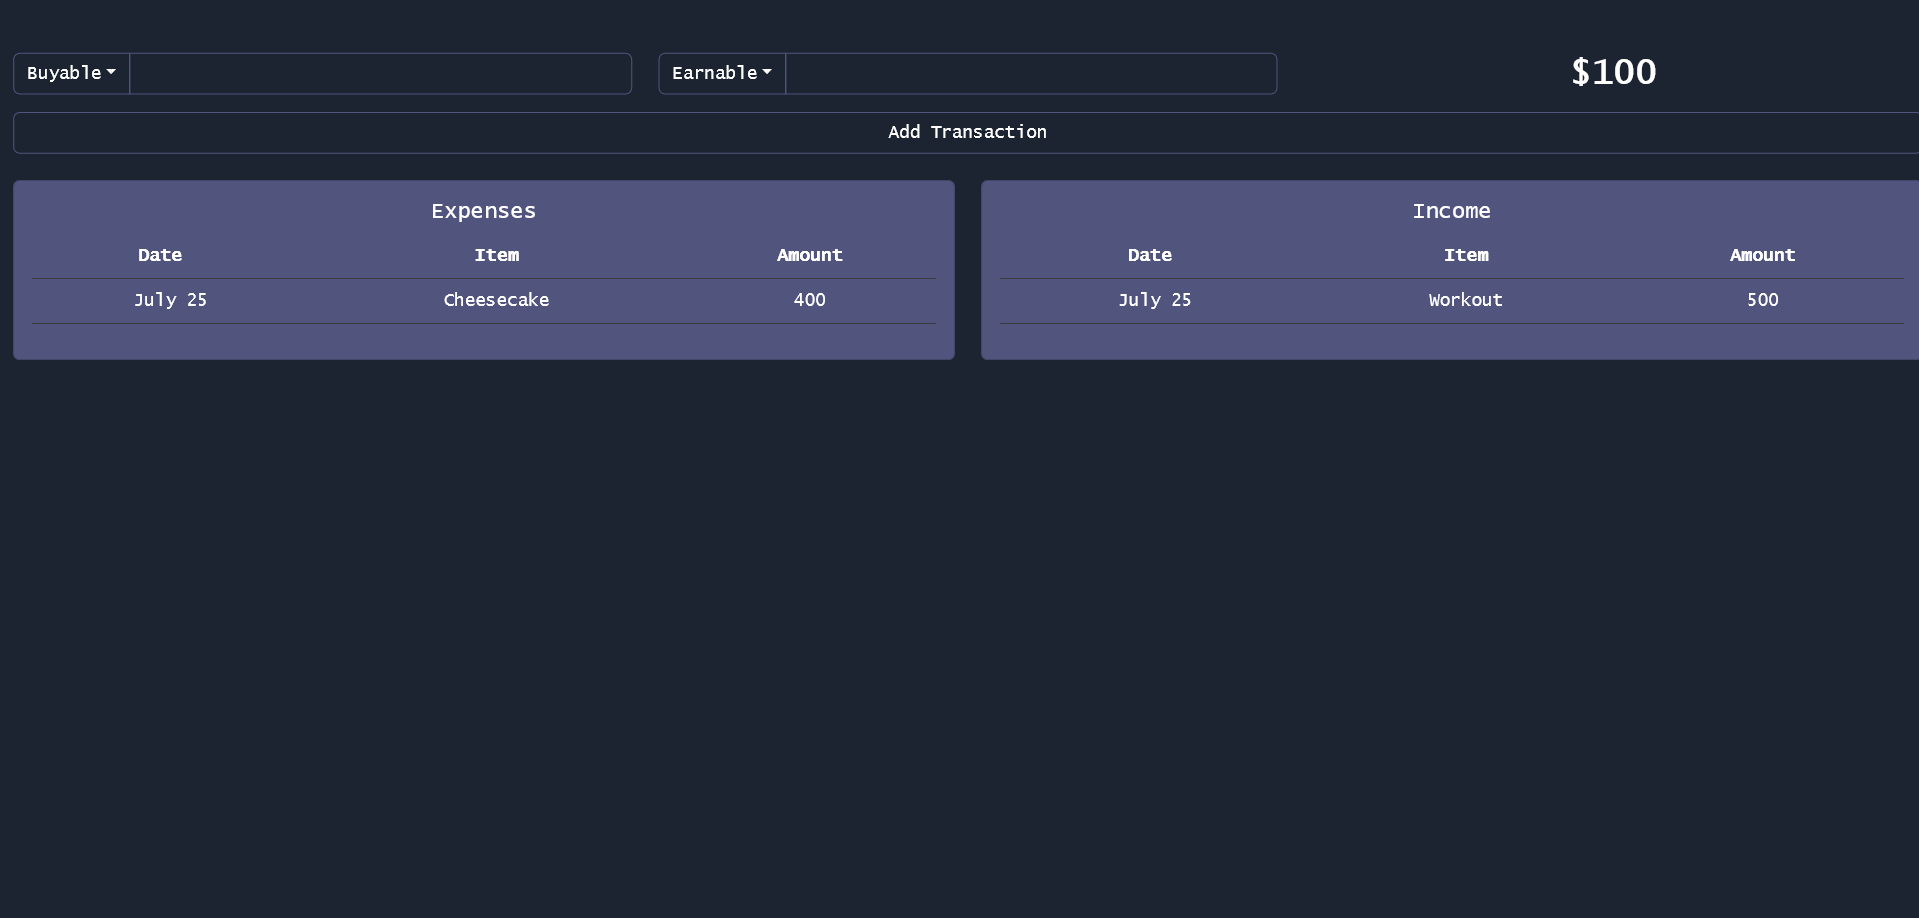 Buyable Earnable $100
Add Transaction
Expenses
Date Item Amount
July 25 Cheesecake 400
Income
Date Item Amount
July 25 Workout 500